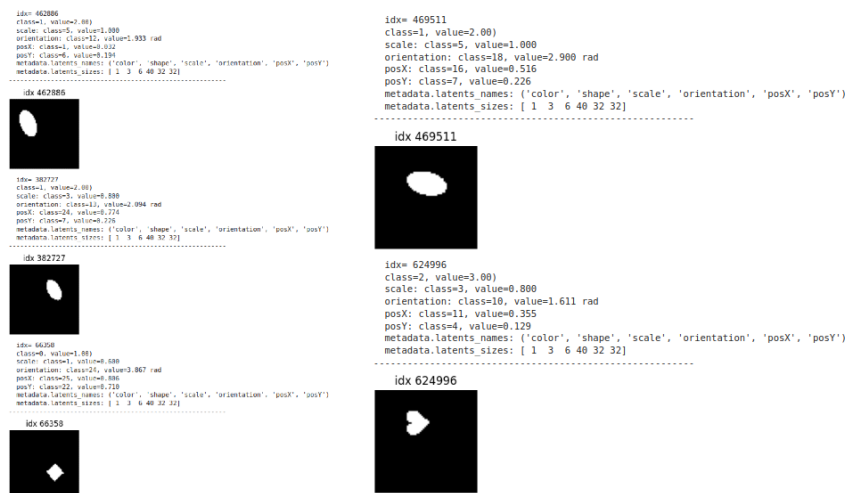 idx= 462886
class=1, value=2.00)
scale: class=5, value=1.000
orientation: class=12, value=1.933 rad
posX: class=1, value=0.032
posY: class=6, value=0.194
metadata.latents_names: ('color', 'shape', 'scale', 'orientation', 'posX', 'posY')
metadata.latents_sizes: [ 1 3 6 40 32 32]
idx 462886
idx= 382727
class=1, value=2.00)
scale: class=3, value=0.800
orientation: class=13, value=2.094 rad
posX: class=24, value=0.774
posY: class=7, value=0.226
metadata.latents_names: ('color', 'shape', 'scale', 'orientation', 'posX', 'posY')
metadata.latents_sizes: [ 1 3 6 40 32 32]
idx 382727
idx= 66358
class=0, value=1.00)
scale: class=1, value=0.600
orientation: class=24, value=3.867 rad
posX: class=25, value=0.806
posY: class=22, value=0.710
metadata.latents_names: ('color', 'shape', 'scale', 'orientation', 'posX', 'posY')
metadata.latents_sizes: [ 1 3 6 40 32 32]
idx 66358
idx= 469511
class=1, value=2.00)
scale: class=5, value=1.000
orientation: class=18, value=2.900 rad
posX: class=16, value=0.516
posY: class=7, value=0.226
metadata.latents_names: ('color', 'shape', 'scale', 'orientation', 'posX', 'posY')
metadata.latents_sizes: [ 1 3 6 40 32 32]
idx 469511
idx= 624996
class=2, value=3.00)
scale: class=3, value=0.800
orientation: class=10, value=1.611 rad
posX: class=11, value=0.355
posY: class=4, value=0.129
metadata.latents_names: ('color', 'shape', 'scale', 'orientation', 'posX', 'posY')
metadata.latents_sizes: [ 1 3 6 40 32 32]
idx 624996